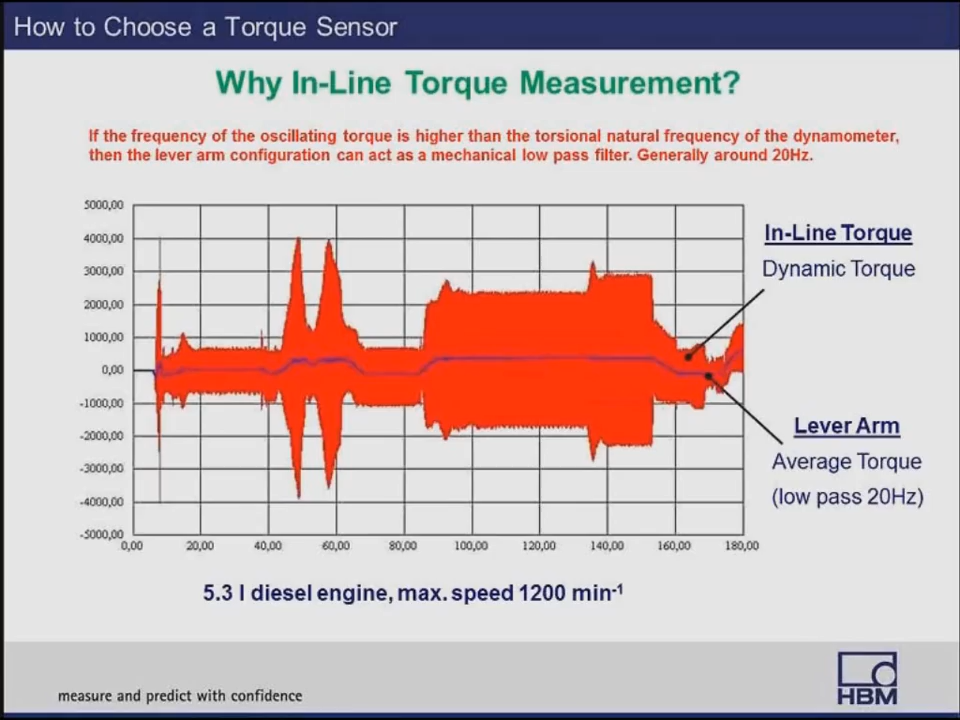 How to Choose a Torque Sensor
Why In-Line Torque Measurement?
If the frequency of the oscillating torque is higher than the torsional natural frequency of the dynamometer,
then the lever arm configuration can act as a mechanical low pass filter. Generally around 20Hz.
5000,00
4000,00
3000,00
2000,00
1000,00
0,00
-1000,00
-2000,00
-3000,00
-4000,00
-5000,00
0,00 20,00 40,00 60,00 80,00 100,00 120,00 140,00 160,00 180,00
In-Line Torque
Dynamic Torque
Lever Arm
Average Torque
(low pass 20Hz)
5.3 l diesel engine, max. speed 1200 min-1
measure and predict with confidence
HBM